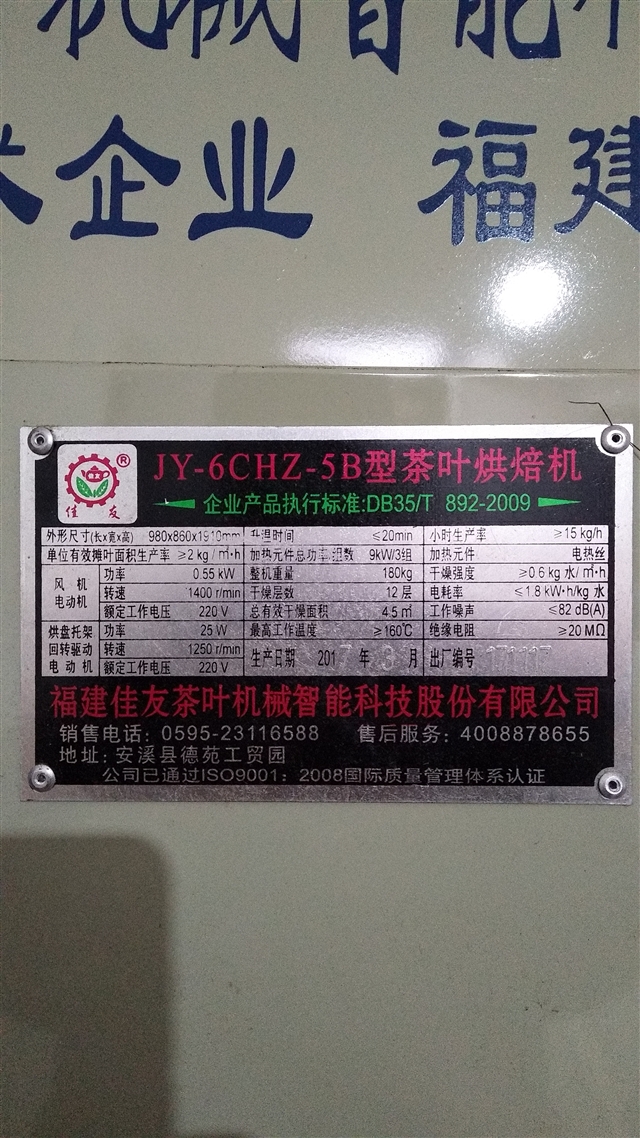 机械智能科
企业 福建
佳友®
JY-6CHZ-5B型茶叶烘焙机
企业产品执行标准:DB35/T 892-2009
外形尺寸(长x宽x高) 980x860x1910mm 升温时间 ≤20min 小时生产率 ≥15 kg/h
单位有效摊叶面积生产率 ≥2 kg/㎡·h 加热元件总功率,组数 9kW/3组 加热元件 电热丝
风机电动机 功率 0.55 kW 整机重量 180kg 干燥强度 ≥0.6 kg 水/㎡·h
转速 1400 r/min 干燥层数 12 层 电耗率 ≤1.8 kW·h/kg 水
额定工作电压 220 V 总有效干燥面积 4.5㎡ 工作噪声 ≤82 dB(A)
烘盘托架回转驱动电动机 功率 25 W 最高工作温度 ≥160℃ 绝缘电阻 ≥20 MΩ
转速 1250 r/min 生产日期 2017年3月 出厂编号
额定工作电压 220 V
福建佳友茶叶机械智能科技股份有限公司
销售电话：0595-23116588 售后服务：4008878655
地址：安溪县德苑工贸园
公司已通过ISO9001：2008国际质量管理体系认证